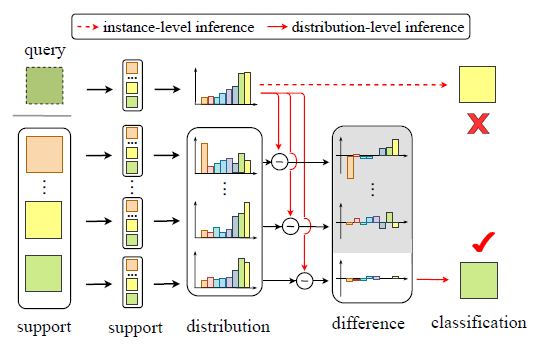 instance-level inference
distribution-level inference
query
support
support
distribution
difference
classification